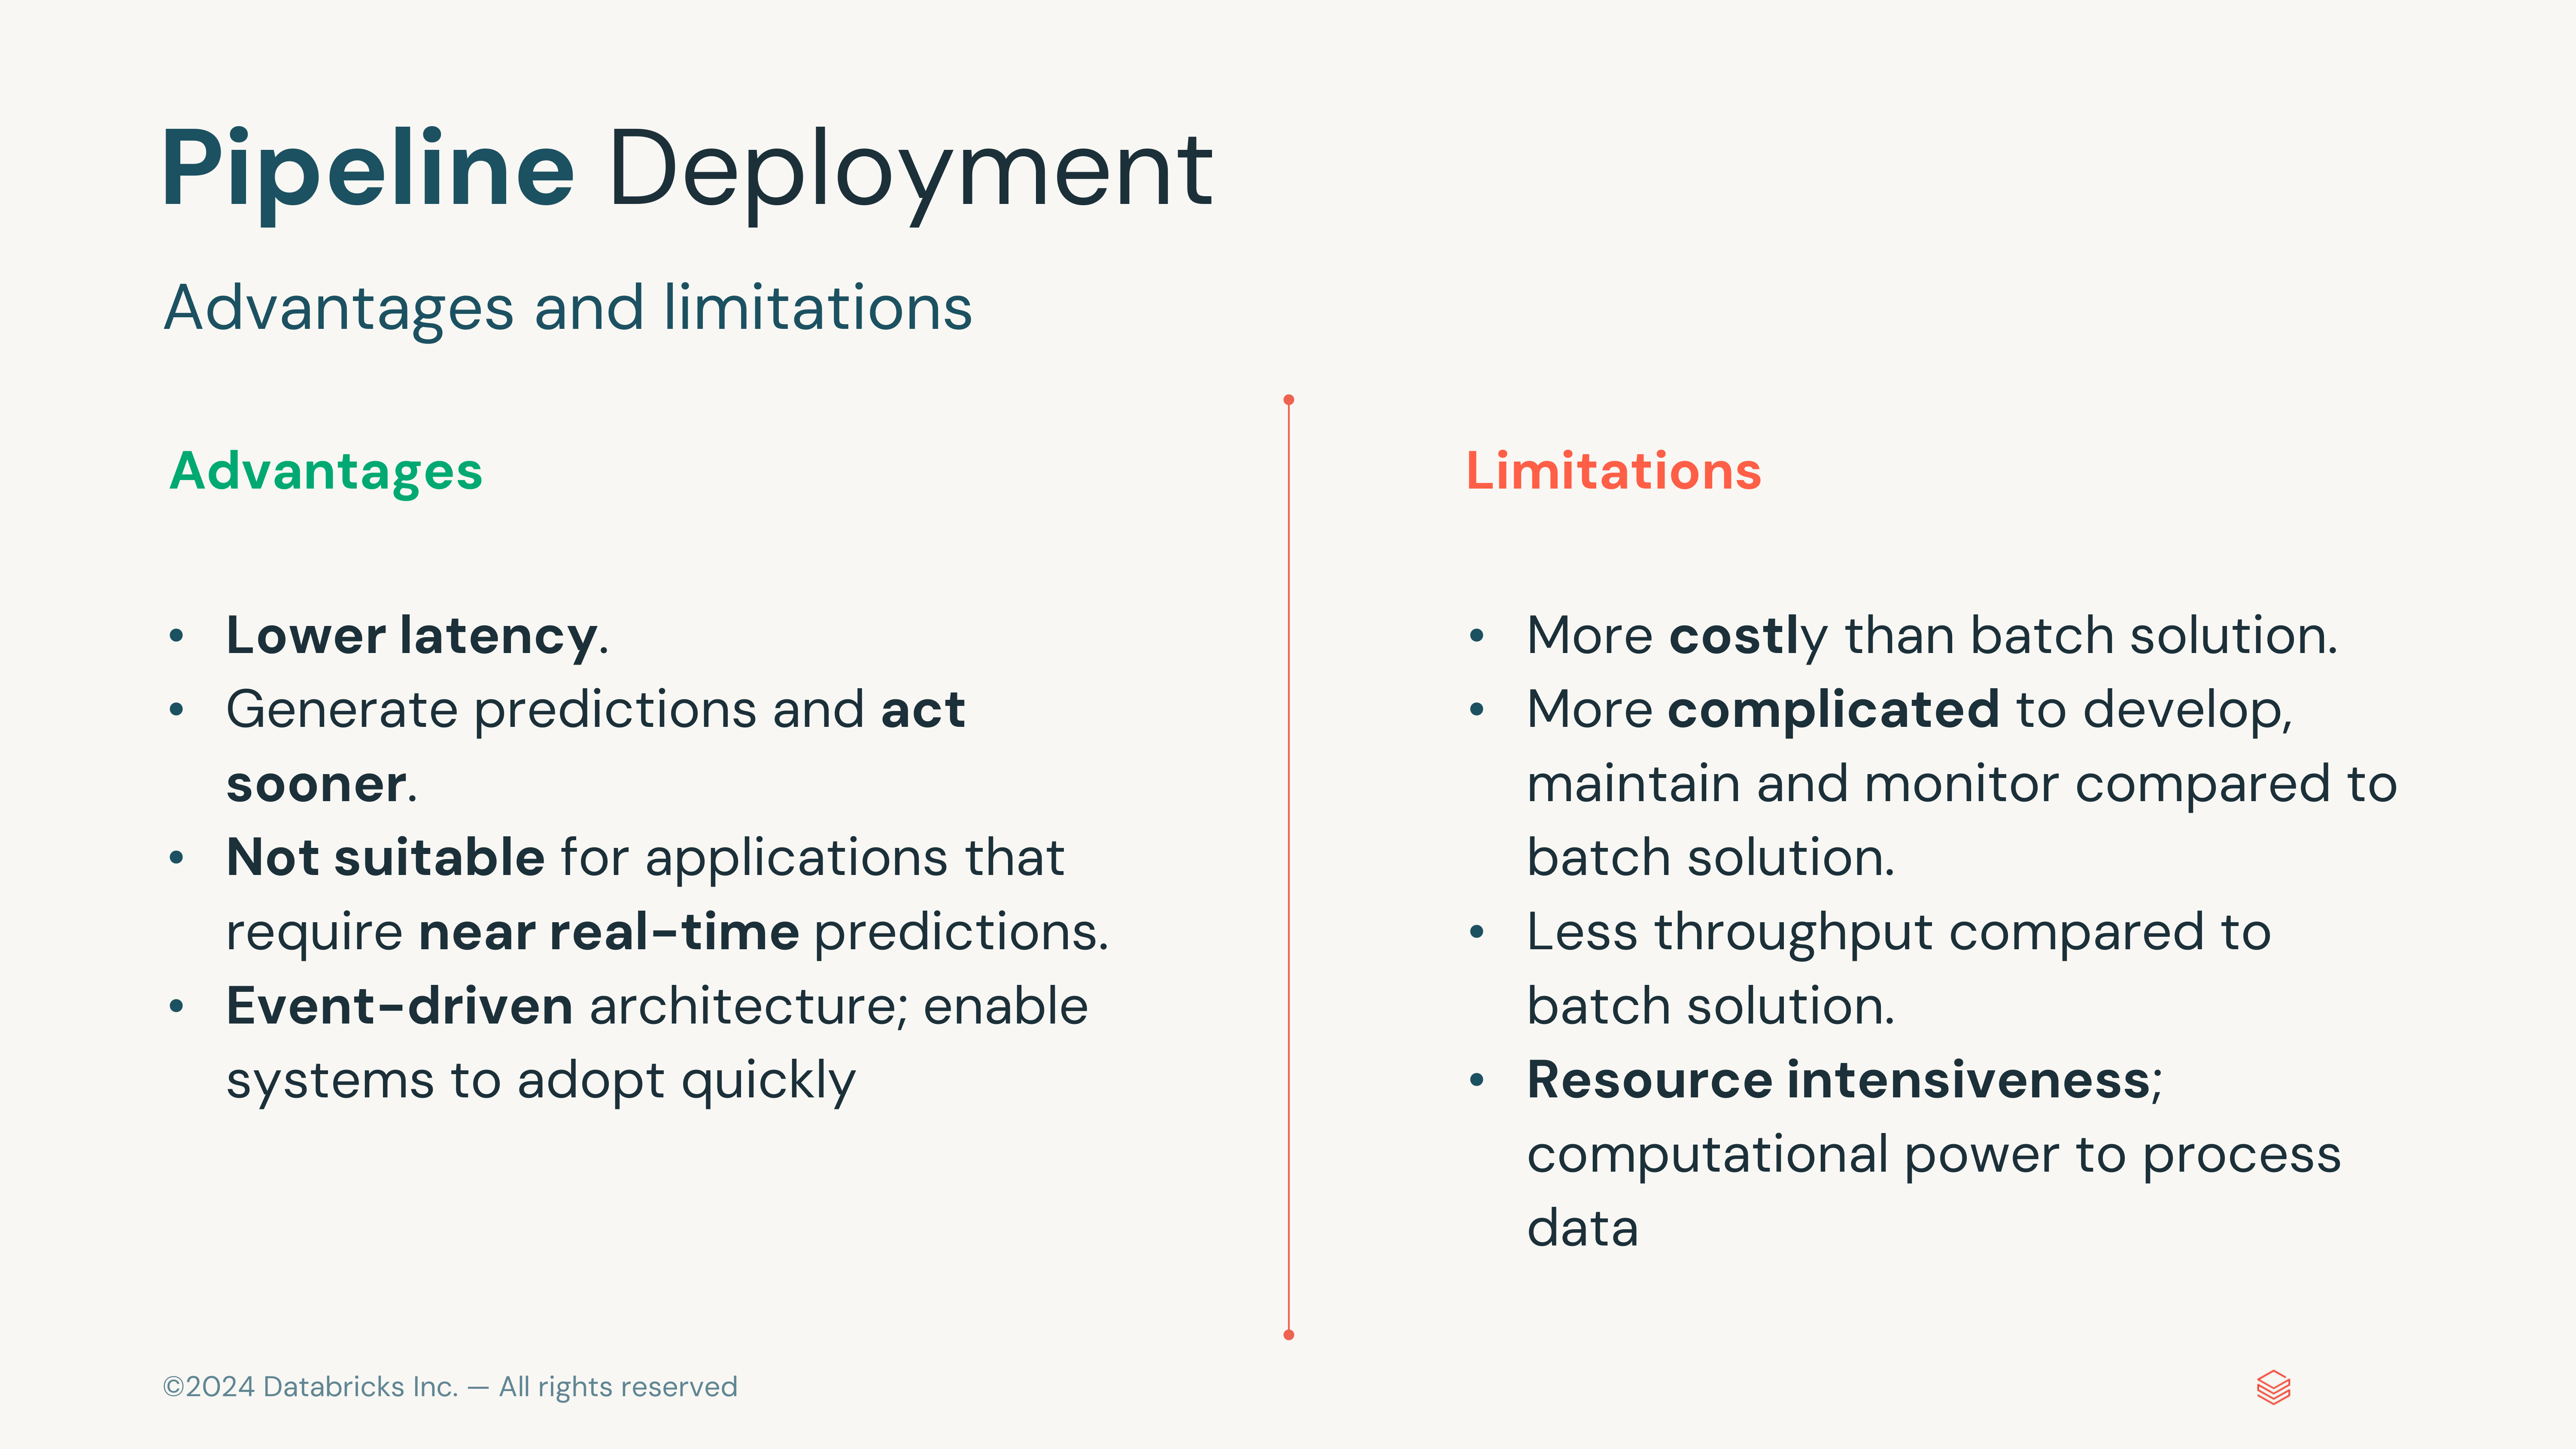 Pipeline Deployment
Advantages and limitations
Advantages
• Lower latency.
• Generate predictions and act
sooner.
• Not suitable for applications that
require near real-time predictions.
• Event-driven architecture; enable
systems to adopt quickly
Limitations
• More costly than batch solution.
• More complicated to develop,
maintain and monitor compared to
batch solution.
• Less throughput compared to
batch solution.
• Resource intensiveness;
computational power to process
data
©2024 Databricks Inc. — All rights reserved